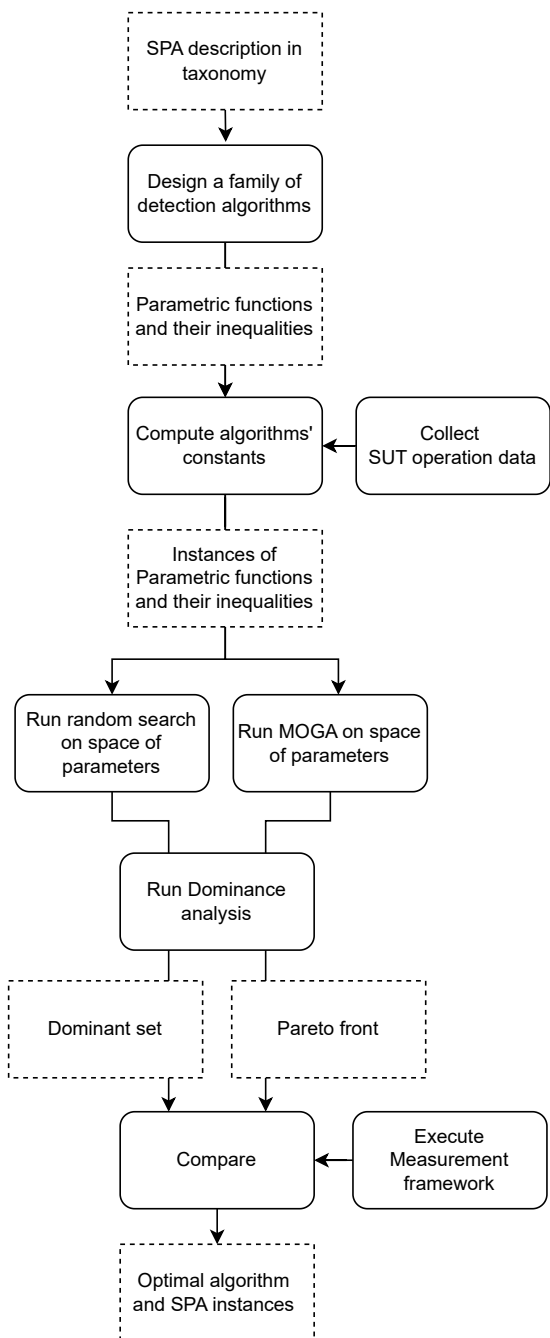 SPA description in
taxonomy
Design a family of
detection algorithms
Parametric functions
and their inequalities
Compute algorithms'
constants
Collect
SUT operation data
Instances of
Parametric functions
and their inequalities
Run random search
on space of
parameters
Run MOGA on space
of parameters
Run Dominance
analysis
Dominant set
Pareto front
Compare
Execute
Measurement
framework
Optimal algorithm
and SPA instances